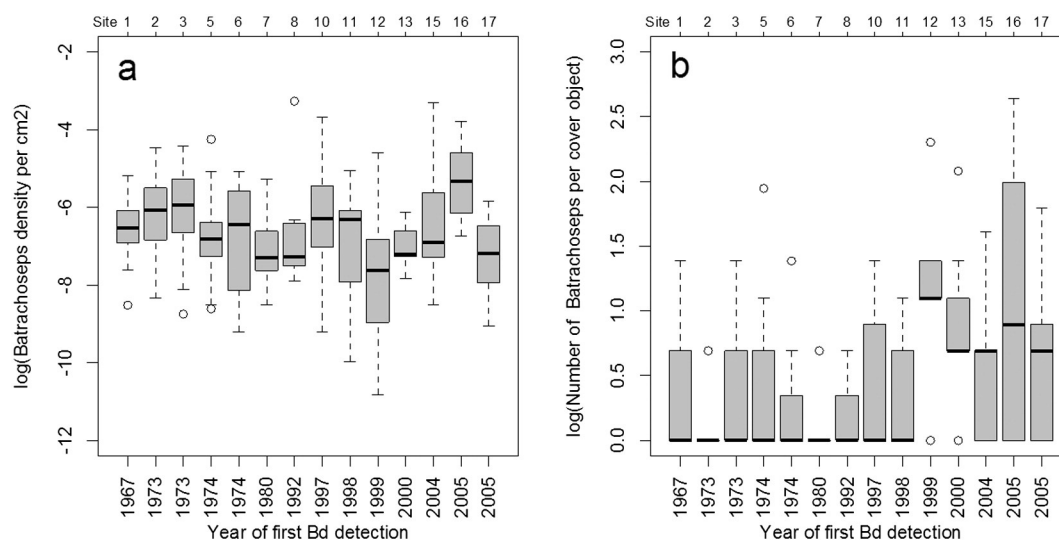 Site 1 2 3 5 6 7 8 10 11 12 13 15 16 17
a
-2
-4
-6
-8
-10
-12
log(Batrachoseps density per cm2)
1967 1973 1973 1974 1974 1980 1992 1997 1998 1999 2000 2004 2005 2005
Year of first Bd detection
Site 1 2 3 5 6 7 8 10 11 12 13 15 16 17
b
3.0
2.5
2.0
1.5
1.0
0.5
0.0
log(Number of Batrachoseps per cover object)
1967 1973 1973 1974 1974 1980 1992 1997 1998 1999 2000 2004 2005 2005
Year of first Bd detection